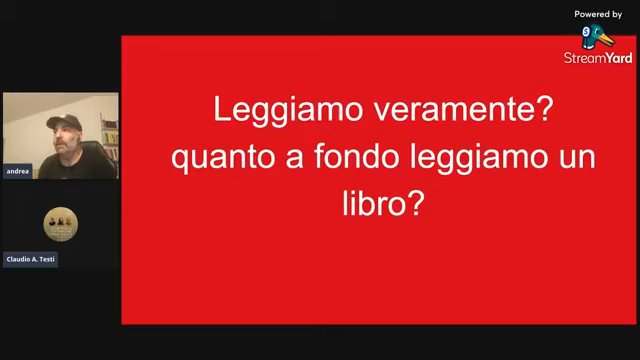 Powered by
StreamYard
Leggiamo veramente?
quanto a fondo leggiamo un
libro?
andrea
Claudio A. Testi